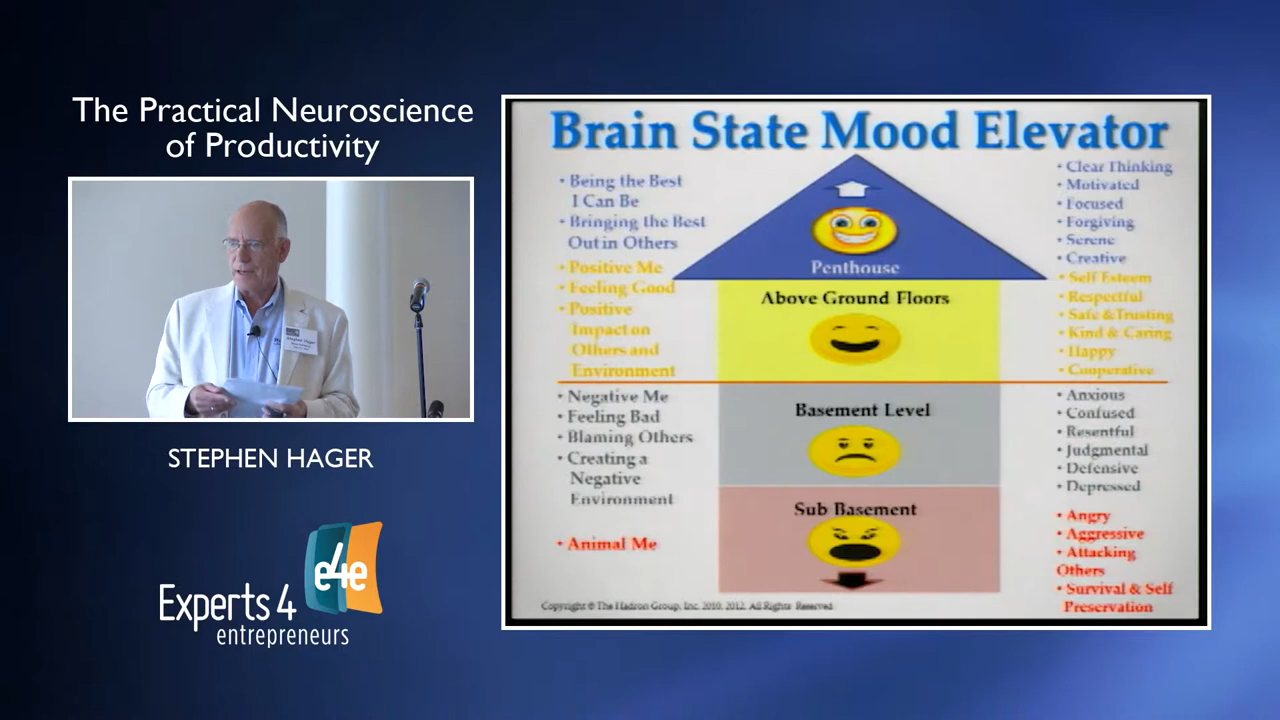 The Practical Neuroscience
of Productivity
Stephen Hager
STEPHEN HAGER
e4e
Experts 4
entrepreneurs
Brain State Mood Elevator
• Being the Best
I Can Be
• Bringing the Best
Out in Others
• Positive Me
• Feeling Good
• Positive
Impact on
Others and
Environment
• Negative Me
• Feeling Bad
• Blaming Others
• Creating a
Negative
Environment
• Animal Me
Penthouse
Above Ground Floors
Basement Level
Sub Basement
• Clear Thinking
• Motivated
• Focused
• Forgiving
• Serene
• Creative
• Self Esteem
• Respectful
• Safe & Trusting
• Kind & Caring
• Happy
• Cooperative
• Anxious
• Confused
• Resentful
• Judgmental
• Defensive
• Depressed
• Angry
• Aggressive
• Attacking
Others
• Survival & Self
Preservation
Copyright © The Hadron Group, Inc. 2010, 2012. All Rights Reserved